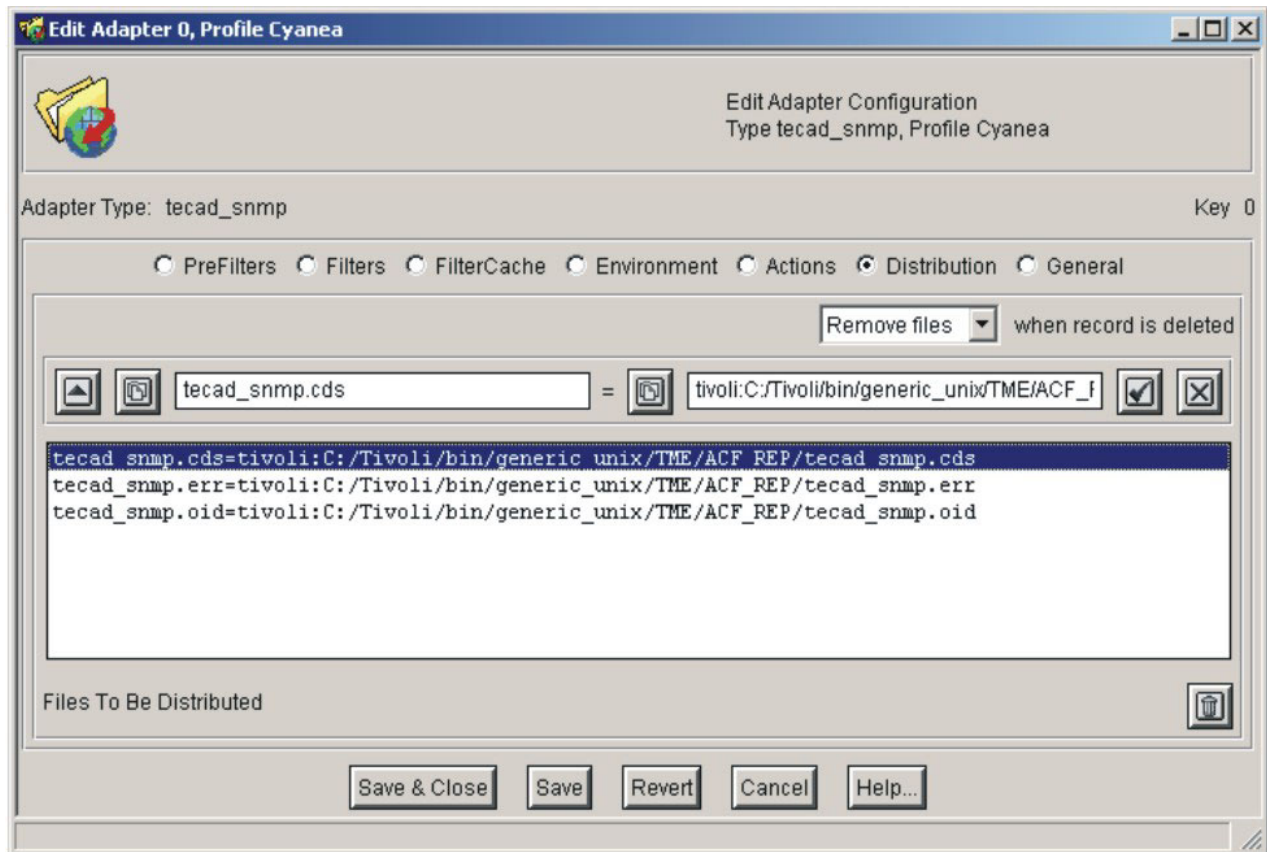 Edit Adapter 0, Profile Cyanea
Edit Adapter Configuration
Type tecad_snmp, Profile Cyanea
Adapter Type: tecad_snmp Key 0
PreFilters Filters FilterCache Environment Actions Distribution General
Remove files when record is deleted
tecad_snmp.cds = tivoli:C:/Tivoli/bin/generic_unix/TME/ACF_
tecad_snmp.cds=tivoli:C:/Tivoli/bin/generic_unix/TME/ACF_REP/tecad_snmp.cds
tecad_snmp.err=tivoli:C:/Tivoli/bin/generic_unix/TME/ACF_REP/tecad_snmp.err
tecad_snmp.oid=tivoli:C:/Tivoli/bin/generic_unix/TME/ACF_REP/tecad_snmp.oid
Files To Be Distributed
Save & Close Save Revert Cancel Help...